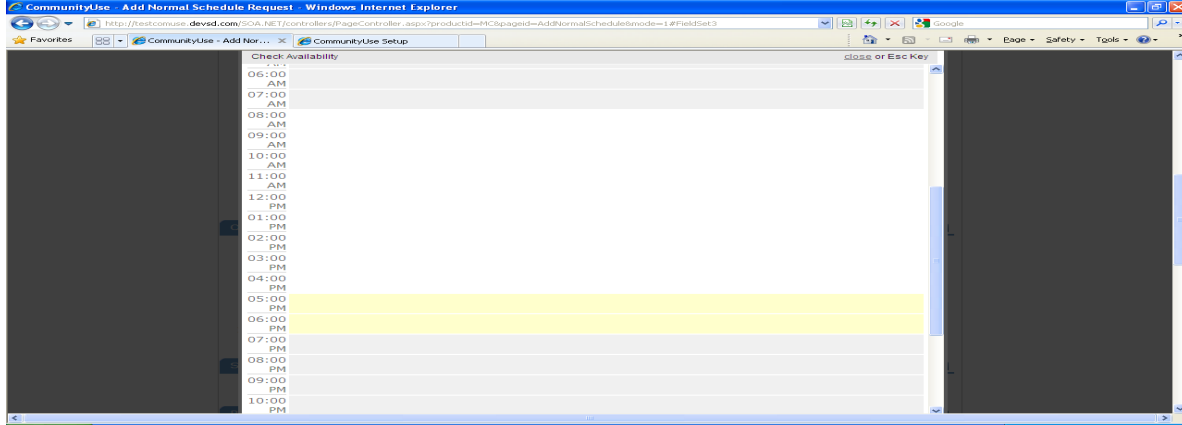 CommunityUse - Add Normal Schedule Request - Windows Internet Explorer
http://testcomuse.devsd.com/SOA.NET/controllers/PageController.aspx?productid=MC&pageid=AddNormalSchedule&mode=1#FieldSet3
Google
Favorites
CommunityUse - Add Nor...
CommunityUse Setup
Page
Safety
Tools
Check Availability
close or Esc Key
06:00
AM
07:00
AM
08:00
AM
09:00
AM
10:00
AM
11:00
AM
12:00
PM
01:00
PM
02:00
PM
03:00
PM
04:00
PM
05:00
PM
06:00
PM
07:00
PM
08:00
PM
09:00
PM
10:00
PM